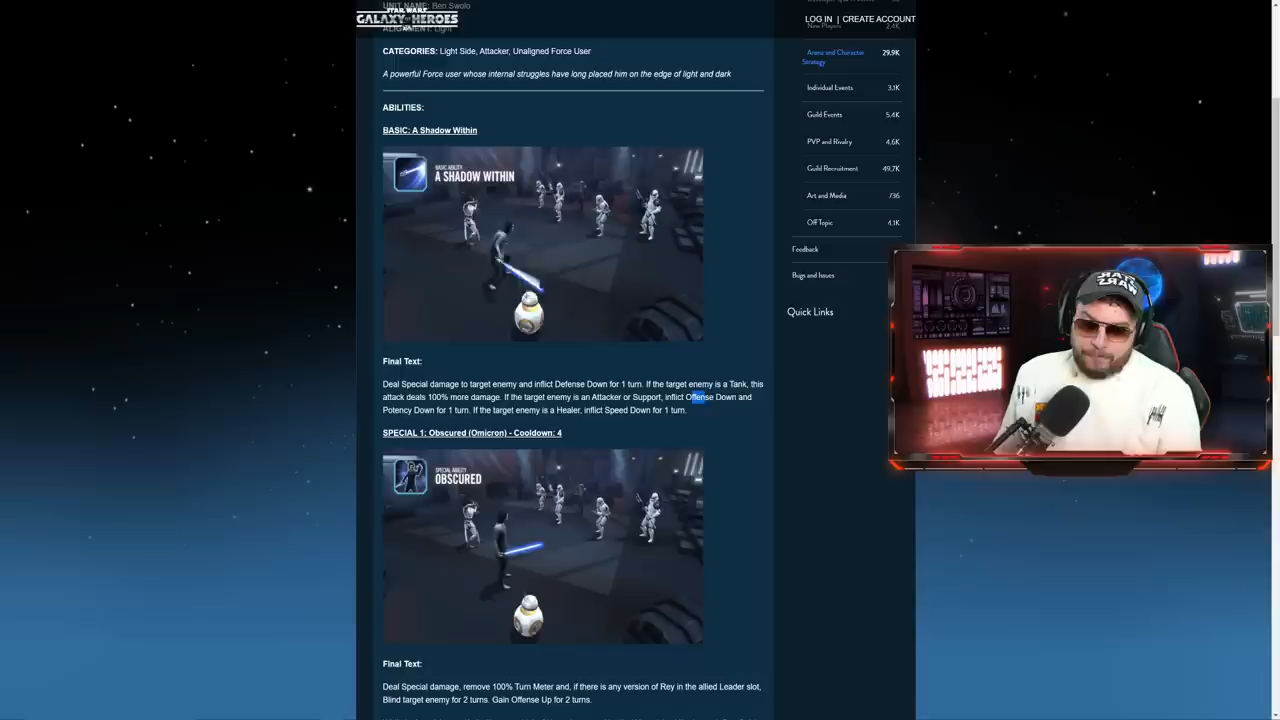 UNIT NAME: Ben Swolo
STAR WARS
GALAXY OF HEROES
ALIGNMENT: Light
CATEGORIES: Light Side, Attacker, Unaligned Force User
A powerful Force user whose internal struggles have long placed him on the edge of light and dark
ABILITIES:
BASIC: A Shadow Within
BASIC ABILITY
A SHADOW WITHIN
Final Text:
Deal Special damage to target enemy and inflict Defense Down for 1 turn. If the target enemy is a Tank, this
attack deals 100% more damage. If the target enemy is an Attacker or Support, inflict Offense Down and
Potency Down for 1 turn. If the target enemy is a Healer, inflict Speed Down for 1 turn.
SPECIAL 1: Obscured (Omicron) - Cooldown: 4
SPECIAL ABILITY
OBSCURED
Final Text:
Deal Special damage, remove 100% Turn Meter and, if there is any version of Rey in the allied Leader slot,
Blind target enemy for 2 turns. Gain Offense Up for 2 turns.
LOG IN | CREATE ACCOUNT
New Players 2.4K
Arena and Character 29.9K
Strategy
Individual Events 3.1K
Guild Events 5.4K
PVP and Rivalry 4.6K
Guild Recruitment 49.7K
Art and Media 736
Off Topic 4.1K
Feedback
Bugs and Issues
Quick Links
STAR
WARS